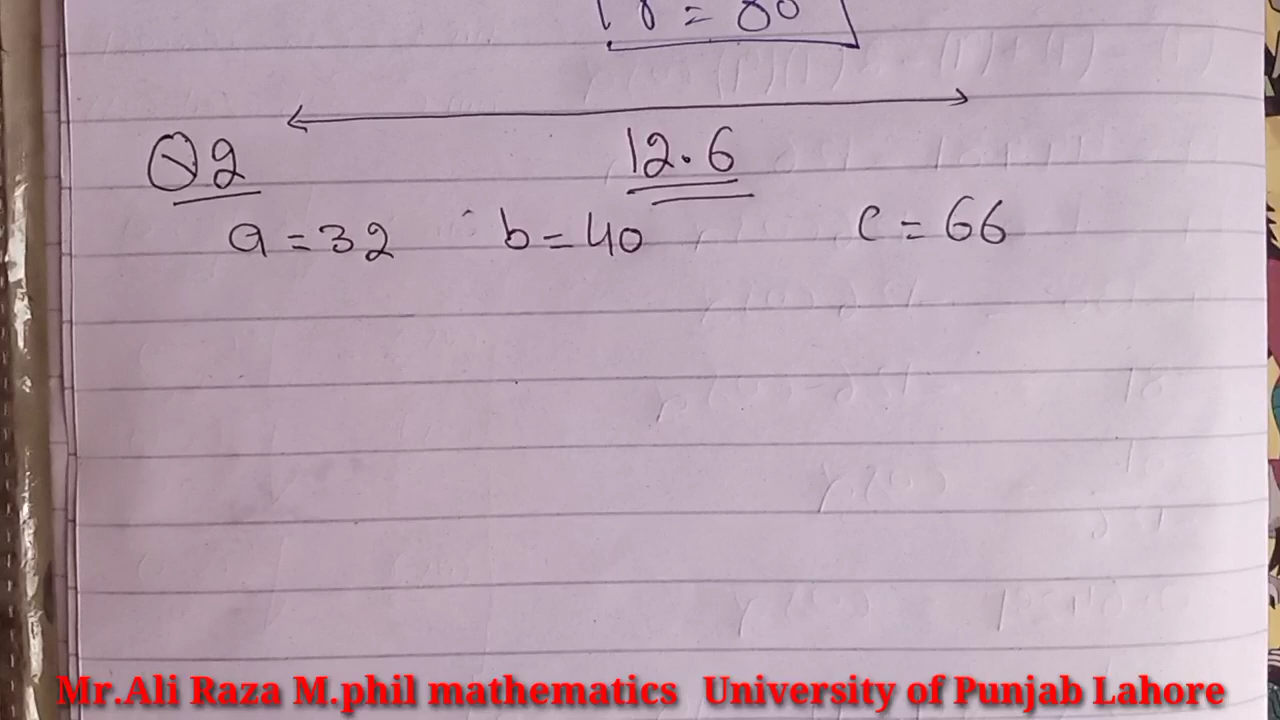 Q2
12.6
a = 32 b = 40 c = 66
Mr.Ali Raza M.phil mathematics University of Punjab Lahore